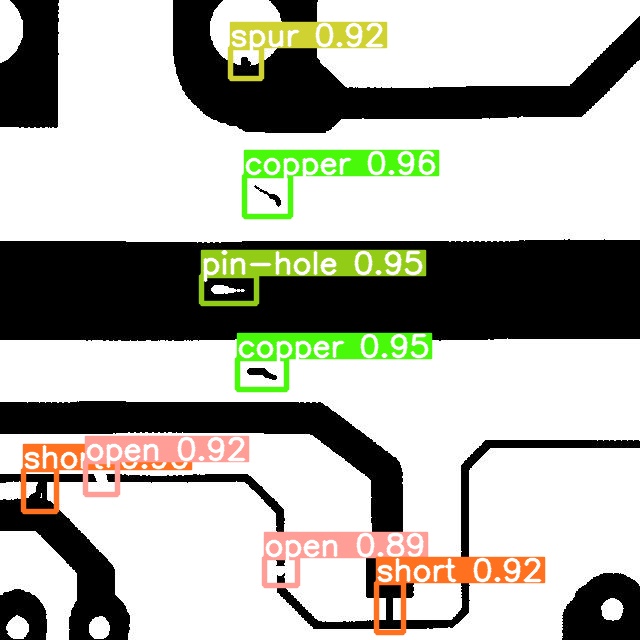 spur 0.92
copper 0.96
pin-hole 0.95
copper 0.95
open 0.92
open 0.89
short 0.92